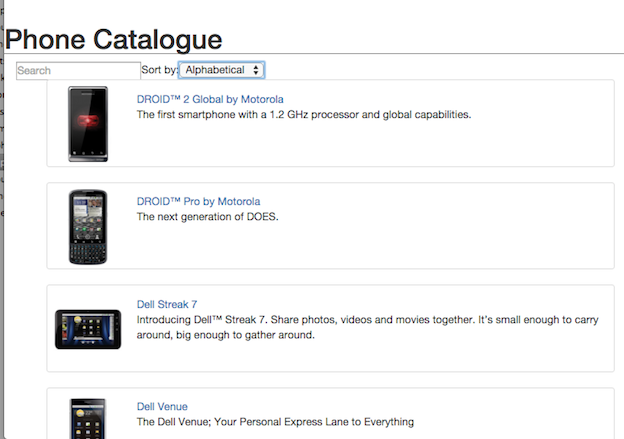 Phone Catalogue
Search Sort by: Alphabetical
DROID™ 2 Global by Motorola
The first smartphone with a 1.2 GHz processor and global capabilities.
DROID™ Pro by Motorola
The next generation of DOES.
Dell Streak 7
Introducing Dell™ Streak 7. Share photos, videos and movies together. It's small enough to carry
around, big enough to gather around.
Dell Venue
The Dell Venue; Your Personal Express Lane to Everything